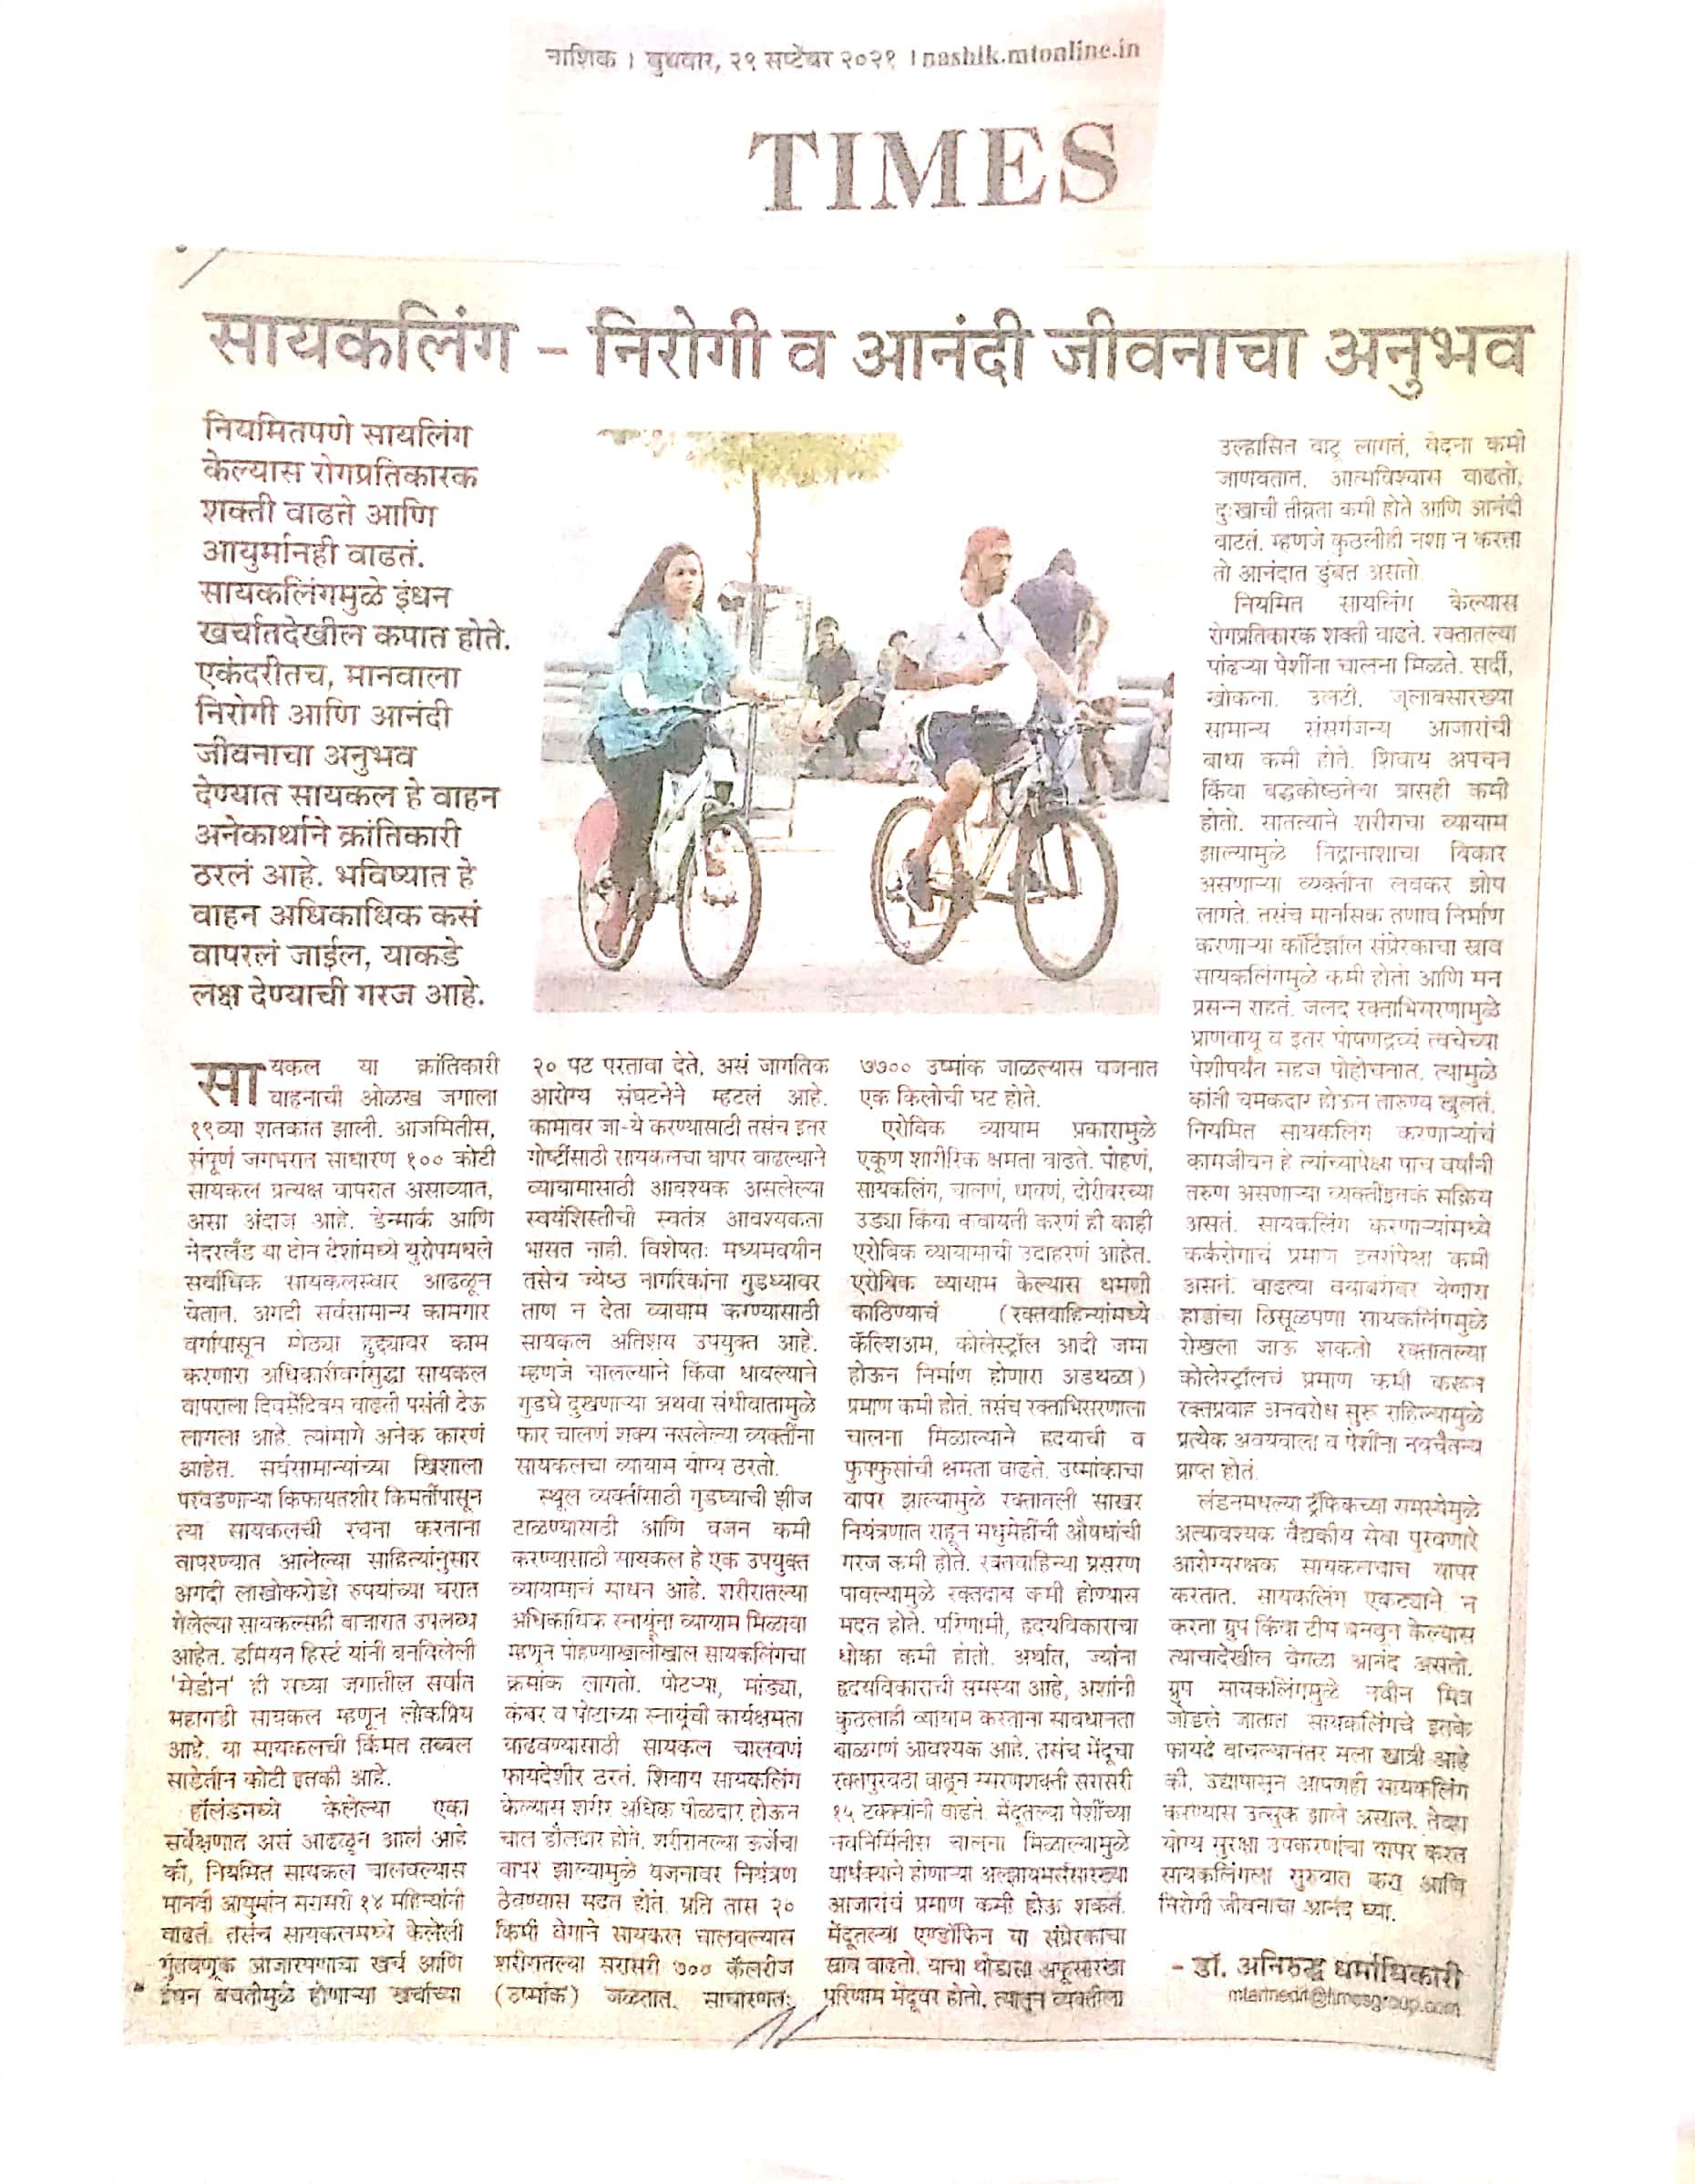 नाशिक । बुधवार, २९ सप्टेंबर २०२१ । nashik.mtonline.in
TIMES
सायकलिंग - निरोगी व आनंदी जीवनाचा अनुभव
नियमितपणे सायलिंग
केल्यास रोगप्रतिकारक
शक्ती वाढते आणि
आयुर्मानही वाढतं.
सायकलिंगमुळे इंधन
खर्चातदेखील कपात होते.
एकंदरीतच, मानवाला
निरोगी आणि आनंदी
जीवनाचा अनुभव
देण्यात सायकल हे वाहन
अनेकार्थाने क्रांतिकारी
ठरलं आहे. भविष्यात हे
वाहन अधिकाधिक कसं
वापरलं जाईल, याकडे
लक्ष देण्याची गरज आहे.
सायकल या क्रांतिकारी
वाहनाची ओळख जगाला
१९व्या शतकात झाली. आजमितीस,
संपूर्ण जगभरात साधारण १०० कोटी
सायकल प्रत्यक्ष वापरात असाव्यात,
असा अंदाज आहे. डेन्मार्क आणि
नेदरलँड या दोन देशांमध्ये युरोपमधले
सर्वाधिक सायकलस्वार आढळून
येतात. अगदी सर्वसामान्य कामगार
वर्गापासून मोठ्या हुद्द्यावर काम
करणारा अधिकारीवर्गसुद्धा सायकल
वापराला दिवसेंदिवस वाढती पसंती देऊ
लागला आहे. त्यांमागे अनेक कारणं
आहेत. सर्वसामान्यांच्या खिशाला
परवडणाऱ्या किफायतशीर किमतीपासून
त्या सायकलची रचना करताना
वापरण्यात आलेल्या साहित्यांनुसार
अगदी लाखोकरोडो रुपयांच्या घरात
गेलेल्या सायकल्सही बाजारात उपलब्ध
आहेत. डॅमियन हिर्स्ट यांनी बनविलेली
'मेडोन' ही सध्या जगातील सर्वात
महागडी सायकल म्हणून लोकप्रिय
आहे. या सायकलची किंमत तब्बल
साडेतीन कोटी इतकी आहे.
हॉलंडमध्ये केलेल्या एका
सर्वेक्षणात असं आढळून आलं आहे
की, नियमित सायकल चालवल्यास
मानवी आयुर्मान सरासरी १४ महिन्यांनी
वाढतं. तसंच सायकलमध्ये केलेली
गुंतवणूक आजारपणाचा खर्च आणि
इंधन बचतीमुळे होणाऱ्या खर्चाच्या
२० पट परतावा देते, असं जागतिक
आरोग्य संघटनेने म्हटलं आहे.
कामावर जा-ये करण्यासाठी तसंच इतर
गोष्टींसाठी सायकलचा वापर वाढल्याने
व्यायामासाठी आवश्यक असलेल्या
स्वयंशिस्तीची स्वतंत्र आवश्यकता
भासत नाही. विशेषतः मध्यमवयीन
तसेच ज्येष्ठ नागरिकांना गुडघ्यावर
ताण न देता व्यायाम करण्यासाठी
सायकल अतिशय उपयुक्त आहे.
म्हणजे चालल्याने किंवा धावल्याने
गुडघे दुखणाऱ्या अथवा संधीवातामुळे
फार चालणं शक्य नसलेल्या व्यक्तींना
सायकलचा व्यायाम योग्य ठरतो.
स्थूल व्यक्तींसाठी गुडघ्याची झीज
टाळण्यासाठी आणि वजन कमी
करण्यासाठी सायकल हे एक उपयुक्त
व्यायामाचं साधन आहे. शरीरातल्या
अधिकाधिक स्नायूंना व्यायाम मिळावा
म्हणून पोहण्याखालोखाल सायकलिंगचा
क्रमांक लागतो. पोटऱ्या, मांड्या,
कंबर व पोटाच्या स्नायूंची कार्यक्षमता
वाढवण्यासाठी सायकल चालवणं
फायदेशीर ठरतं. शिवाय सायकलिंग
केल्यास शरीर अधिक पीळदार होऊन
चाल डौलदार होते. शरीरातल्या ऊर्जेचा
वापर झाल्यामुळे वजनावर नियंत्रण
ठेवण्यास मदत होते. प्रति तास २०
किमी वेगाने सायकल चालवल्यास
शरीरातल्या सरासरी ७०० कॅलरीज
(उष्मांक) जळतात. साधारणतः
७७०० उष्मांक जाळल्यास वजनात
एक किलोची घट होते.
एरोबिक व्यायाम प्रकारामुळे
एकूण शारीरिक क्षमता वाढते. पोहणं,
सायकलिंग, चालणं, धावणं, दोरीवरच्या
उड्या किंवा कवायती करणं ही काही
एरोबिक व्यायामाची उदाहरणं आहेत.
एरोबिक व्यायाम केल्यास धमणी
काठिण्याचं (रक्तवाहिन्यांमध्ये
कॅल्शिअम, कोलेस्ट्रॉल आदी जमा
होऊन निर्माण होणारा अडथळा)
प्रमाण कमी होतं. तसंच रक्ताभिसरणाला
चालना मिळाल्याने हृदयाची व
फुफ्फुसांची क्षमता वाढते. उष्मांकाचा
वापर झाल्यामुळे रक्तातली साखर
नियंत्रणात राहून मधुमेहींची औषधांची
गरज कमी होते. रक्तवाहिन्या प्रसरण
पावल्यामुळे रक्तदाब कमी होण्यास
मदत होते. परिणामी, हृदयविकाराचा
धोका कमी होतो. अर्थात, ज्यांना
हृदयविकाराची समस्या आहे, अशांनी
कुठलाही व्यायाम करताना सावधानता
बाळगणं आवश्यक आहे. तसंच मेंदूचा
रक्तपुरवठा वाढून स्मरणशक्ती सरासरी
१५ टक्क्यांनी वाढते. मेंदूतल्या पेशींच्या
नवनिर्मितीस चालना मिळाल्यामुळे
वार्धक्याने होणाऱ्या अल्झायमर्ससारख्या
आजारांचं प्रमाण कमी होऊ शकतं.
मेंदूतल्या एण्डॉर्फिन या संप्रेरकाचा
स्राव वाढतो. याचा थोडासा अफूसारखा
परिणाम मेंदूवर होतो. त्यातून व्यक्तीला
उल्हासित वाटू लागतं, वेदना कमी
जाणवतात. आत्मविश्वास वाढतो,
दुःखाची तीव्रता कमी होते आणि आनंदी
वाटतं. म्हणजे कुठलीही नशा न करता
तो आनंदात डुंबत असतो.
नियमित सायलिंग केल्यास
रोगप्रतिकारक शक्ती वाढते. रक्तातल्या
पांढऱ्या पेशींना चालना मिळते. सर्दी,
खोकला, उलटी, जुलाबसारख्या
सामान्य संसर्गजन्य आजारांची
बाधा कमी होते. शिवाय अपचन
किंवा बद्धकोष्ठतेचा त्रासही कमी
होतो. सातत्याने शरीराचा व्यायाम
झाल्यामुळे निद्रानाशाचा विकार
असणाऱ्या व्यक्तींना लवकर झोप
लागते. तसंच मानसिक तणाव निर्माण
करणाऱ्या कॉर्टिझॉल संप्रेरकाचा स्राव
सायकलिंगमुळे कमी होतो आणि मन
प्रसन्न राहतं. जलद रक्ताभिसरणामुळे
प्राणवायू व इतर पोषणद्रव्यं त्वचेच्या
पेशीपर्यंत सहज पोहोचतात. त्यामुळे
कांती चमकदार होऊन तारुण्य खुलतं.
नियमित सायकलिंग करणाऱ्यांचं
कामजीवन हे त्यांच्यापेक्षा पाच वर्षांनी
तरुण असणाऱ्या व्यक्तींइतकं सक्रिय
असतं. सायकलिंग करणाऱ्यांमध्ये
कर्करोगाचं प्रमाण इतरांपेक्षा कमी
असतं. वाढत्या वयाबरोबर येणारा
हाडांचा ठिसूळपणा सायकलिंगमुळे
रोखला जाऊ शकतो. रक्तातल्या
कोलेस्ट्रॉलचं प्रमाण कमी करून
रक्तप्रवाह अनवरोध सुरू राहिल्यामुळे
प्रत्येक अवयवाला व पेशींना नवचैतन्य
प्राप्त होतं.
लंडनमधल्या ट्रॅफिकच्या समस्येमुळे
अत्यावश्यक वैद्यकीय सेवा पुरवणारे
आरोग्यरक्षक सायकलचाच वापर
करतात. सायकलिंग एकट्याने न
करता ग्रुप किंवा टीम बनवून केल्यास
त्याचादेखील वेगळा आनंद असतो.
ग्रुप सायकलिंगमुळे नवीन मित्र
जोडले जातात. सायकलिंगचे इतके
फायदे वाचल्यानंतर मला खात्री आहे
की, उद्यापासून आपणही सायकलिंग
करण्यास उत्सुक झाले असाल. तेव्हा
योग्य सुरक्षा उपकरणांचा वापर करत
सायकलिंगला सुरुवात करा आणि
निरोगी जीवनाचा आनंद घ्या.
- डॉ. अनिरुद्ध धर्माधिकारी